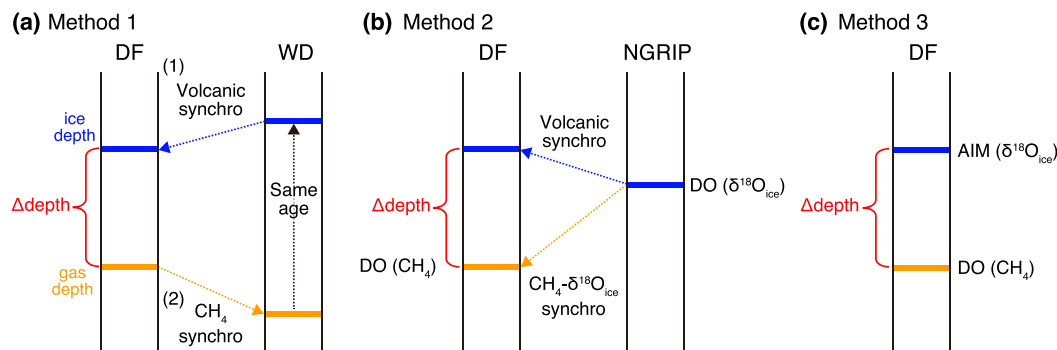 (a) Method 1
DF
WD
(1)
Volcanic
synchro
ice
depth
Δdepth
Same
age
gas
depth
(2)
CH₄
synchro
(b) Method 2
DF
NGRIP
Volcanic
synchro
DO (δ¹⁸Oice)
Δdepth
DO (CH₄)
CH₄-δ¹⁸Oice
synchro
(c) Method 3
DF
AIM (δ¹⁸Oice)
Δdepth
DO (CH₄)